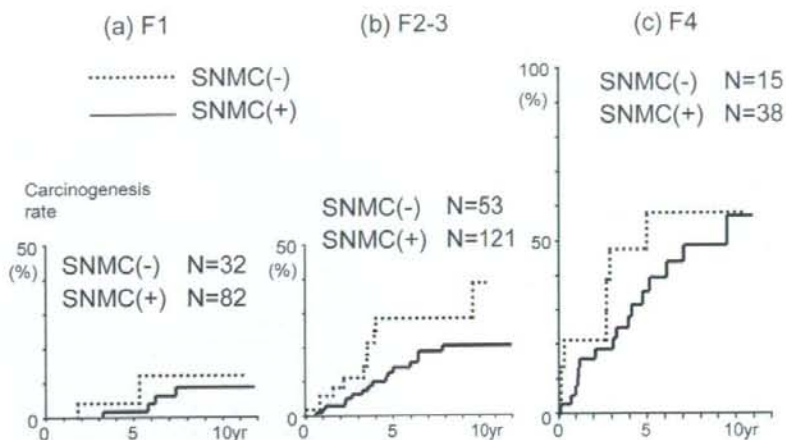 (a) F1
(b) F2-3
(c) F4
SNMC(-)
SNMC(+)
Carcinogenesis
rate
50
(%)
SNMC(-) N=32
SNMC(+) N=82
0
0 5 10yr
SNMC(-) N=53
SNMC(+) N=121
50
(%)
0
0 5 10yr
100
(%)
SNMC(-) N=15
SNMC(+) N=38
50
0
0 5 10yr